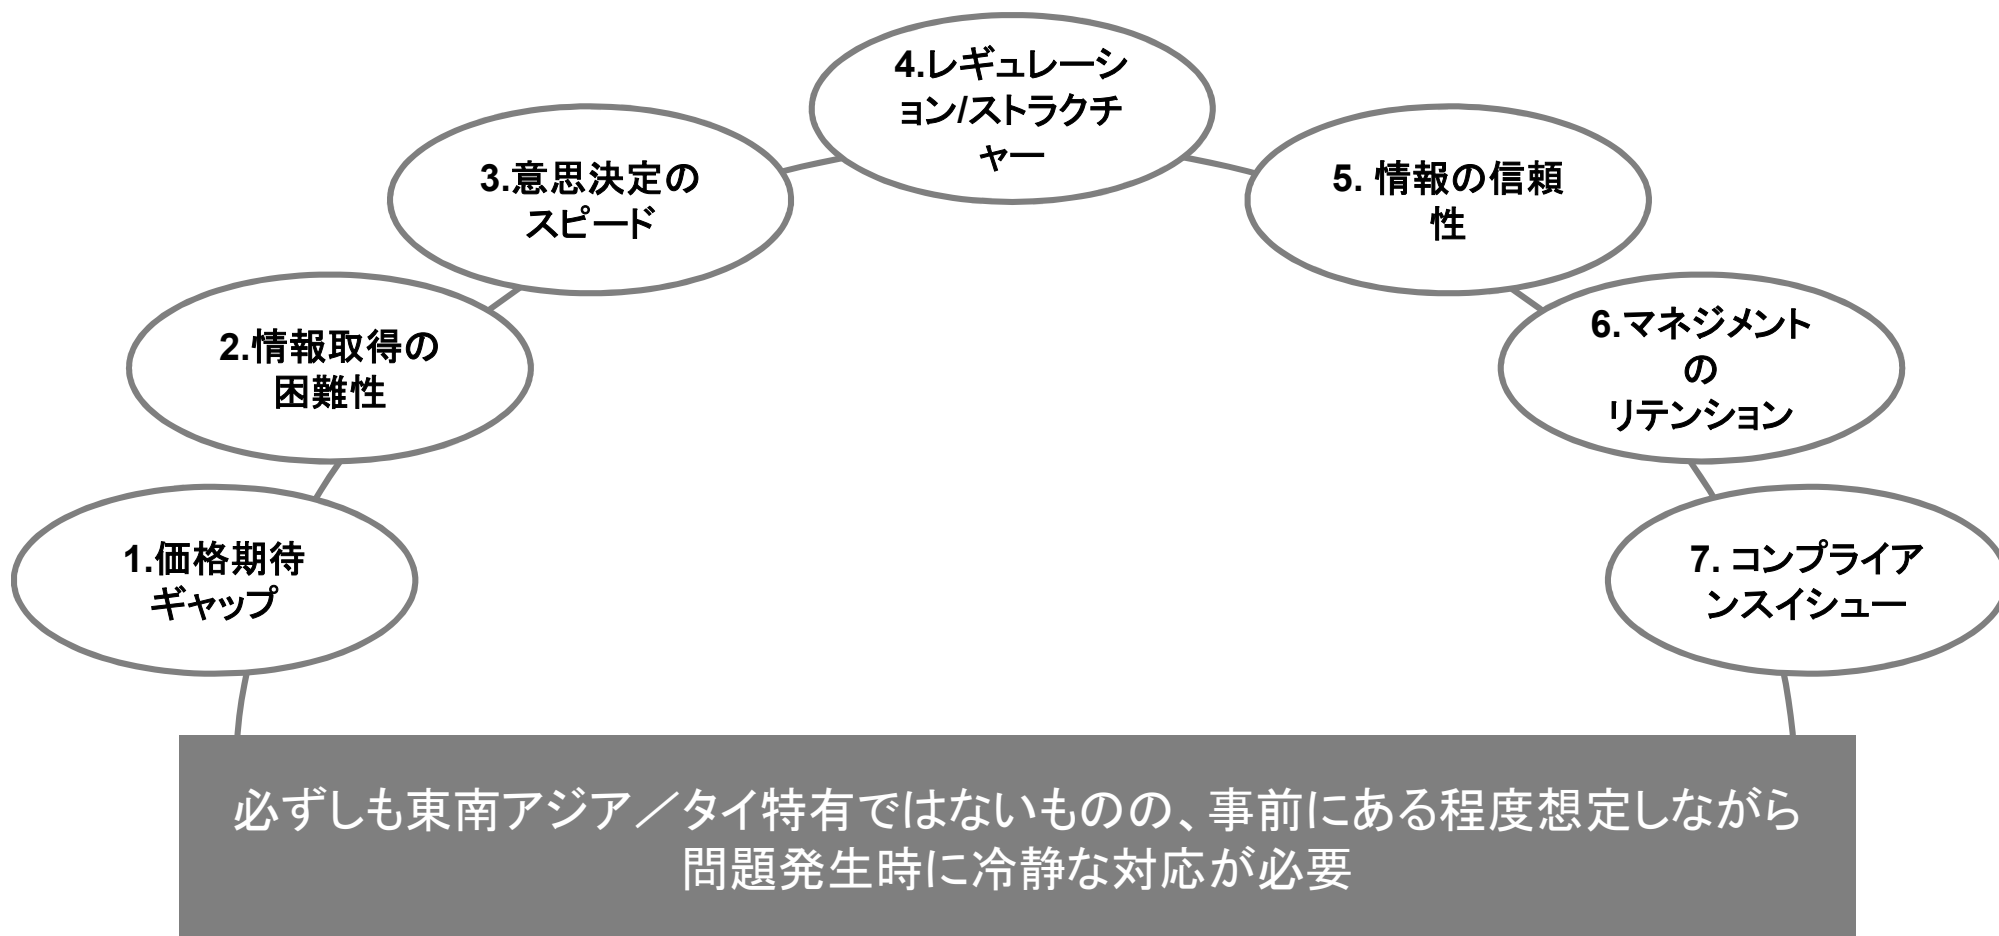 1.価格期待
ギャップ
2.情報取得の
困難性
3.意思決定の
スピード
4.レギュレーシ
ョン/ストラクチ
ャー
5. 情報の信頼
性
6.マネジメント
の
リテンション
7. コンプライア
ンスイシュー
必ずしも東南アジア／タイ特有ではないものの、事前にある程度想定しながら
問題発生時に冷静な対応が必要